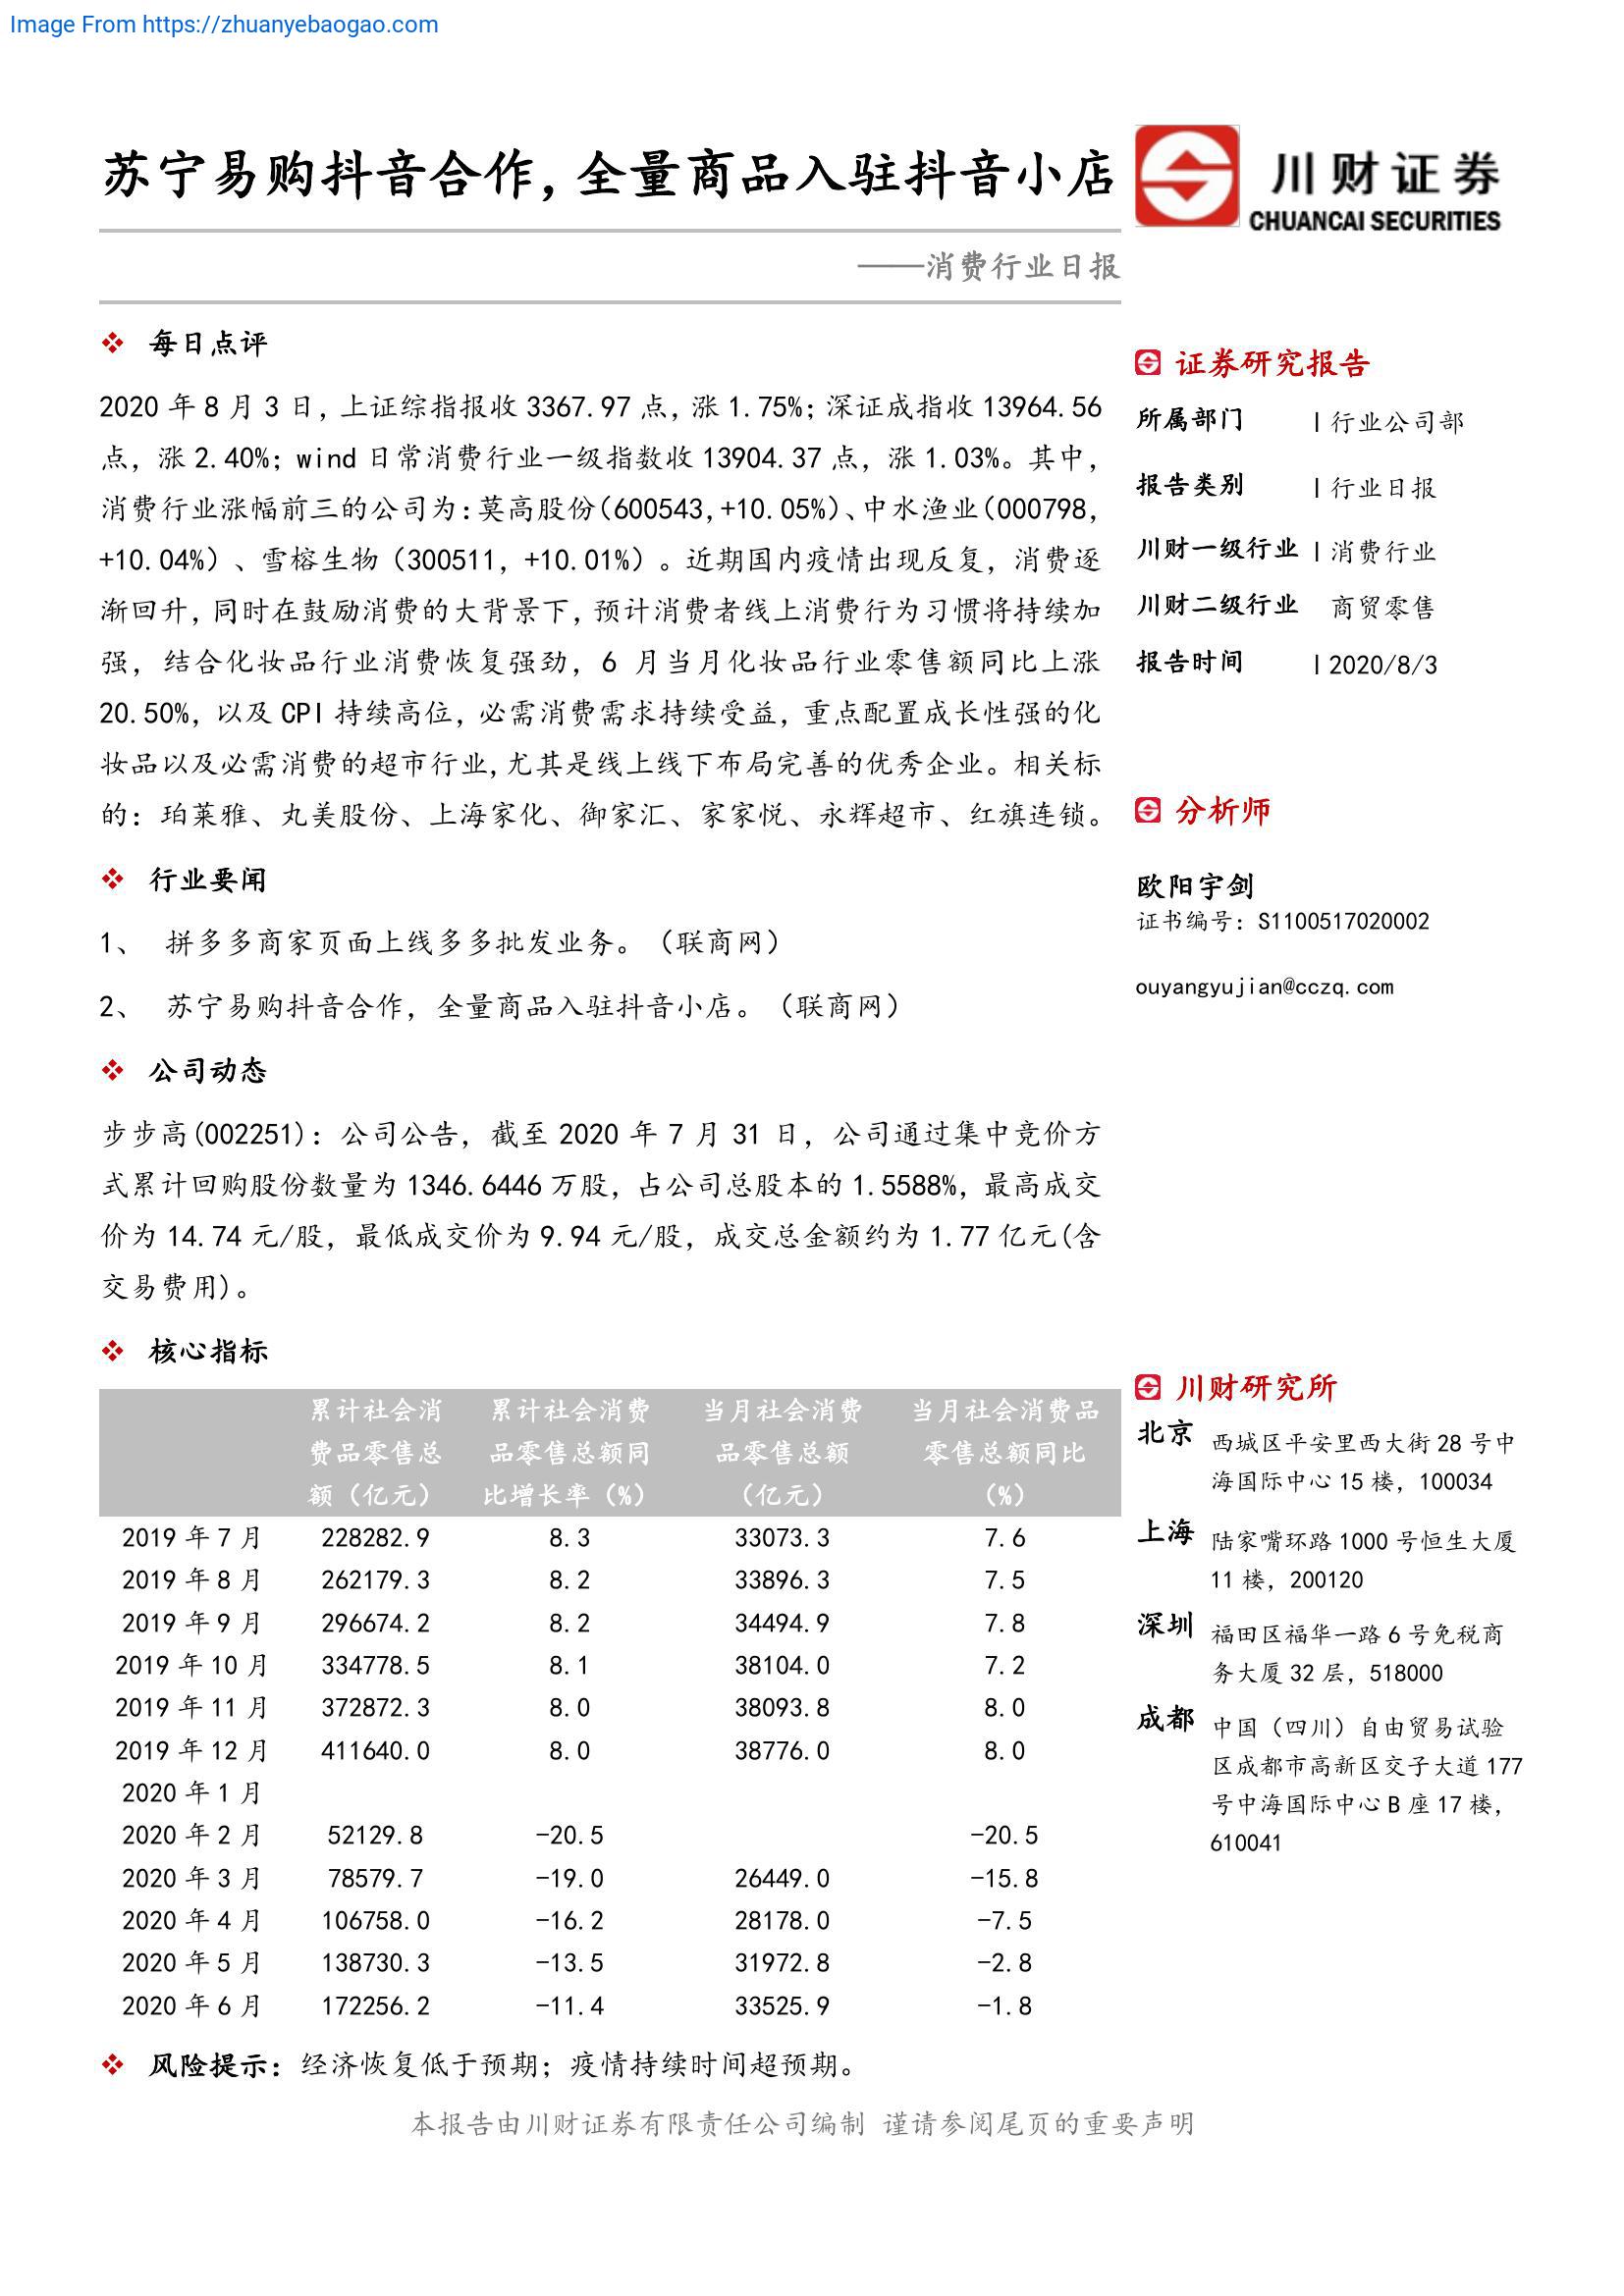 Image From https://zhuanyebaogao.com
苏宁易购抖音合作,全量商品入驻抖音小店
川财证券
CHUANCAI SECURITIES
——消费行业日报
每日点评
2020 年 8 月 3 日，上证综指报收 3367.97 点，涨 1.75%；深证成指收 13964.56
点，涨 2.40%；wind 日常消费行业一级指数收 13904.37 点，涨 1.03%。其中，
消费行业涨幅前三的公司为：莫高股份（600543,+10.05%）、中水渔业（000798,
+10.04%）、雪榕生物（300511, +10.01%）。近期国内疫情出现反复，消费逐
渐回升，同时在鼓励消费的大背景下，预计消费者线上消费行为习惯将持续加
强，结合化妆品行业消费恢复强劲，6 月当月化妆品行业零售额同比上涨
20.50%，以及 CPI 持续高位，必需消费需求持续受益，重点配置成长性强的化
妆品以及必需消费的超市行业,尤其是线上线下布局完善的优秀企业。相关标
的：珀莱雅、丸美股份、上海家化、御家汇、家家悦、永辉超市、红旗连锁。
行业要闻
1、 拼多多商家页面上线多多批发业务。（联商网）
2、 苏宁易购抖音合作，全量商品入驻抖音小店。（联商网）
公司动态
步步高(002251)：公司公告，截至 2020 年 7 月 31 日，公司通过集中竞价方
式累计回购股份数量为 1346.6446 万股，占公司总股本的 1.5588%，最高成交
价为 14.74 元/股，最低成交价为 9.94 元/股，成交总金额约为 1.77 亿元(含
交易费用)。
核心指标
累计社会消 累计社会消费 当月社会消费 当月社会消费品
费品零售总 品零售总额同 品零售总额 零售总额同比
额（亿元） 比增长率（%） （亿元） （%）
2019 年 7 月 228282.9 8.3 33073.3 7.6
2019 年 8 月 262179.3 8.2 33896.3 7.5
2019 年 9 月 296674.2 8.2 34494.9 7.8
2019 年 10 月 334778.5 8.1 38104.0 7.2
2019 年 11 月 372872.3 8.0 38093.8 8.0
2019 年 12 月 411640.0 8.0 38776.0 8.0
2020 年 1 月
2020 年 2 月 52129.8 -20.5 -20.5
2020 年 3 月 78579.7 -19.0 26449.0 -15.8
2020 年 4 月 106758.0 -16.2 28178.0 -7.5
2020 年 5 月 138730.3 -13.5 31972.8 -2.8
2020 年 6 月 172256.2 -11.4 33525.9 -1.8
风险提示：经济恢复低于预期；疫情持续时间超预期。
证券研究报告
所属部门 | 行业公司部
报告类别 | 行业日报
川财一级行业 | 消费行业
川财二级行业 商贸零售
报告时间 | 2020/8/3
分析师
欧阳宇剑
证书编号：S1100517020002
ouyangyujian@cczq.com
川财研究所
北京 西城区平安里西大街 28 号中
海国际中心 15 楼，100034
上海 陆家嘴环路 1000 号恒生大厦
11 楼，200120
深圳 福田区福华一路 6 号免税商
务大厦 32 层，518000
成都 中国（四川）自由贸易试验
区成都市高新区交子大道 177
号中海国际中心 B 座 17 楼，
610041
本报告由川财证券有限责任公司编制 谨请参阅尾页的重要声明